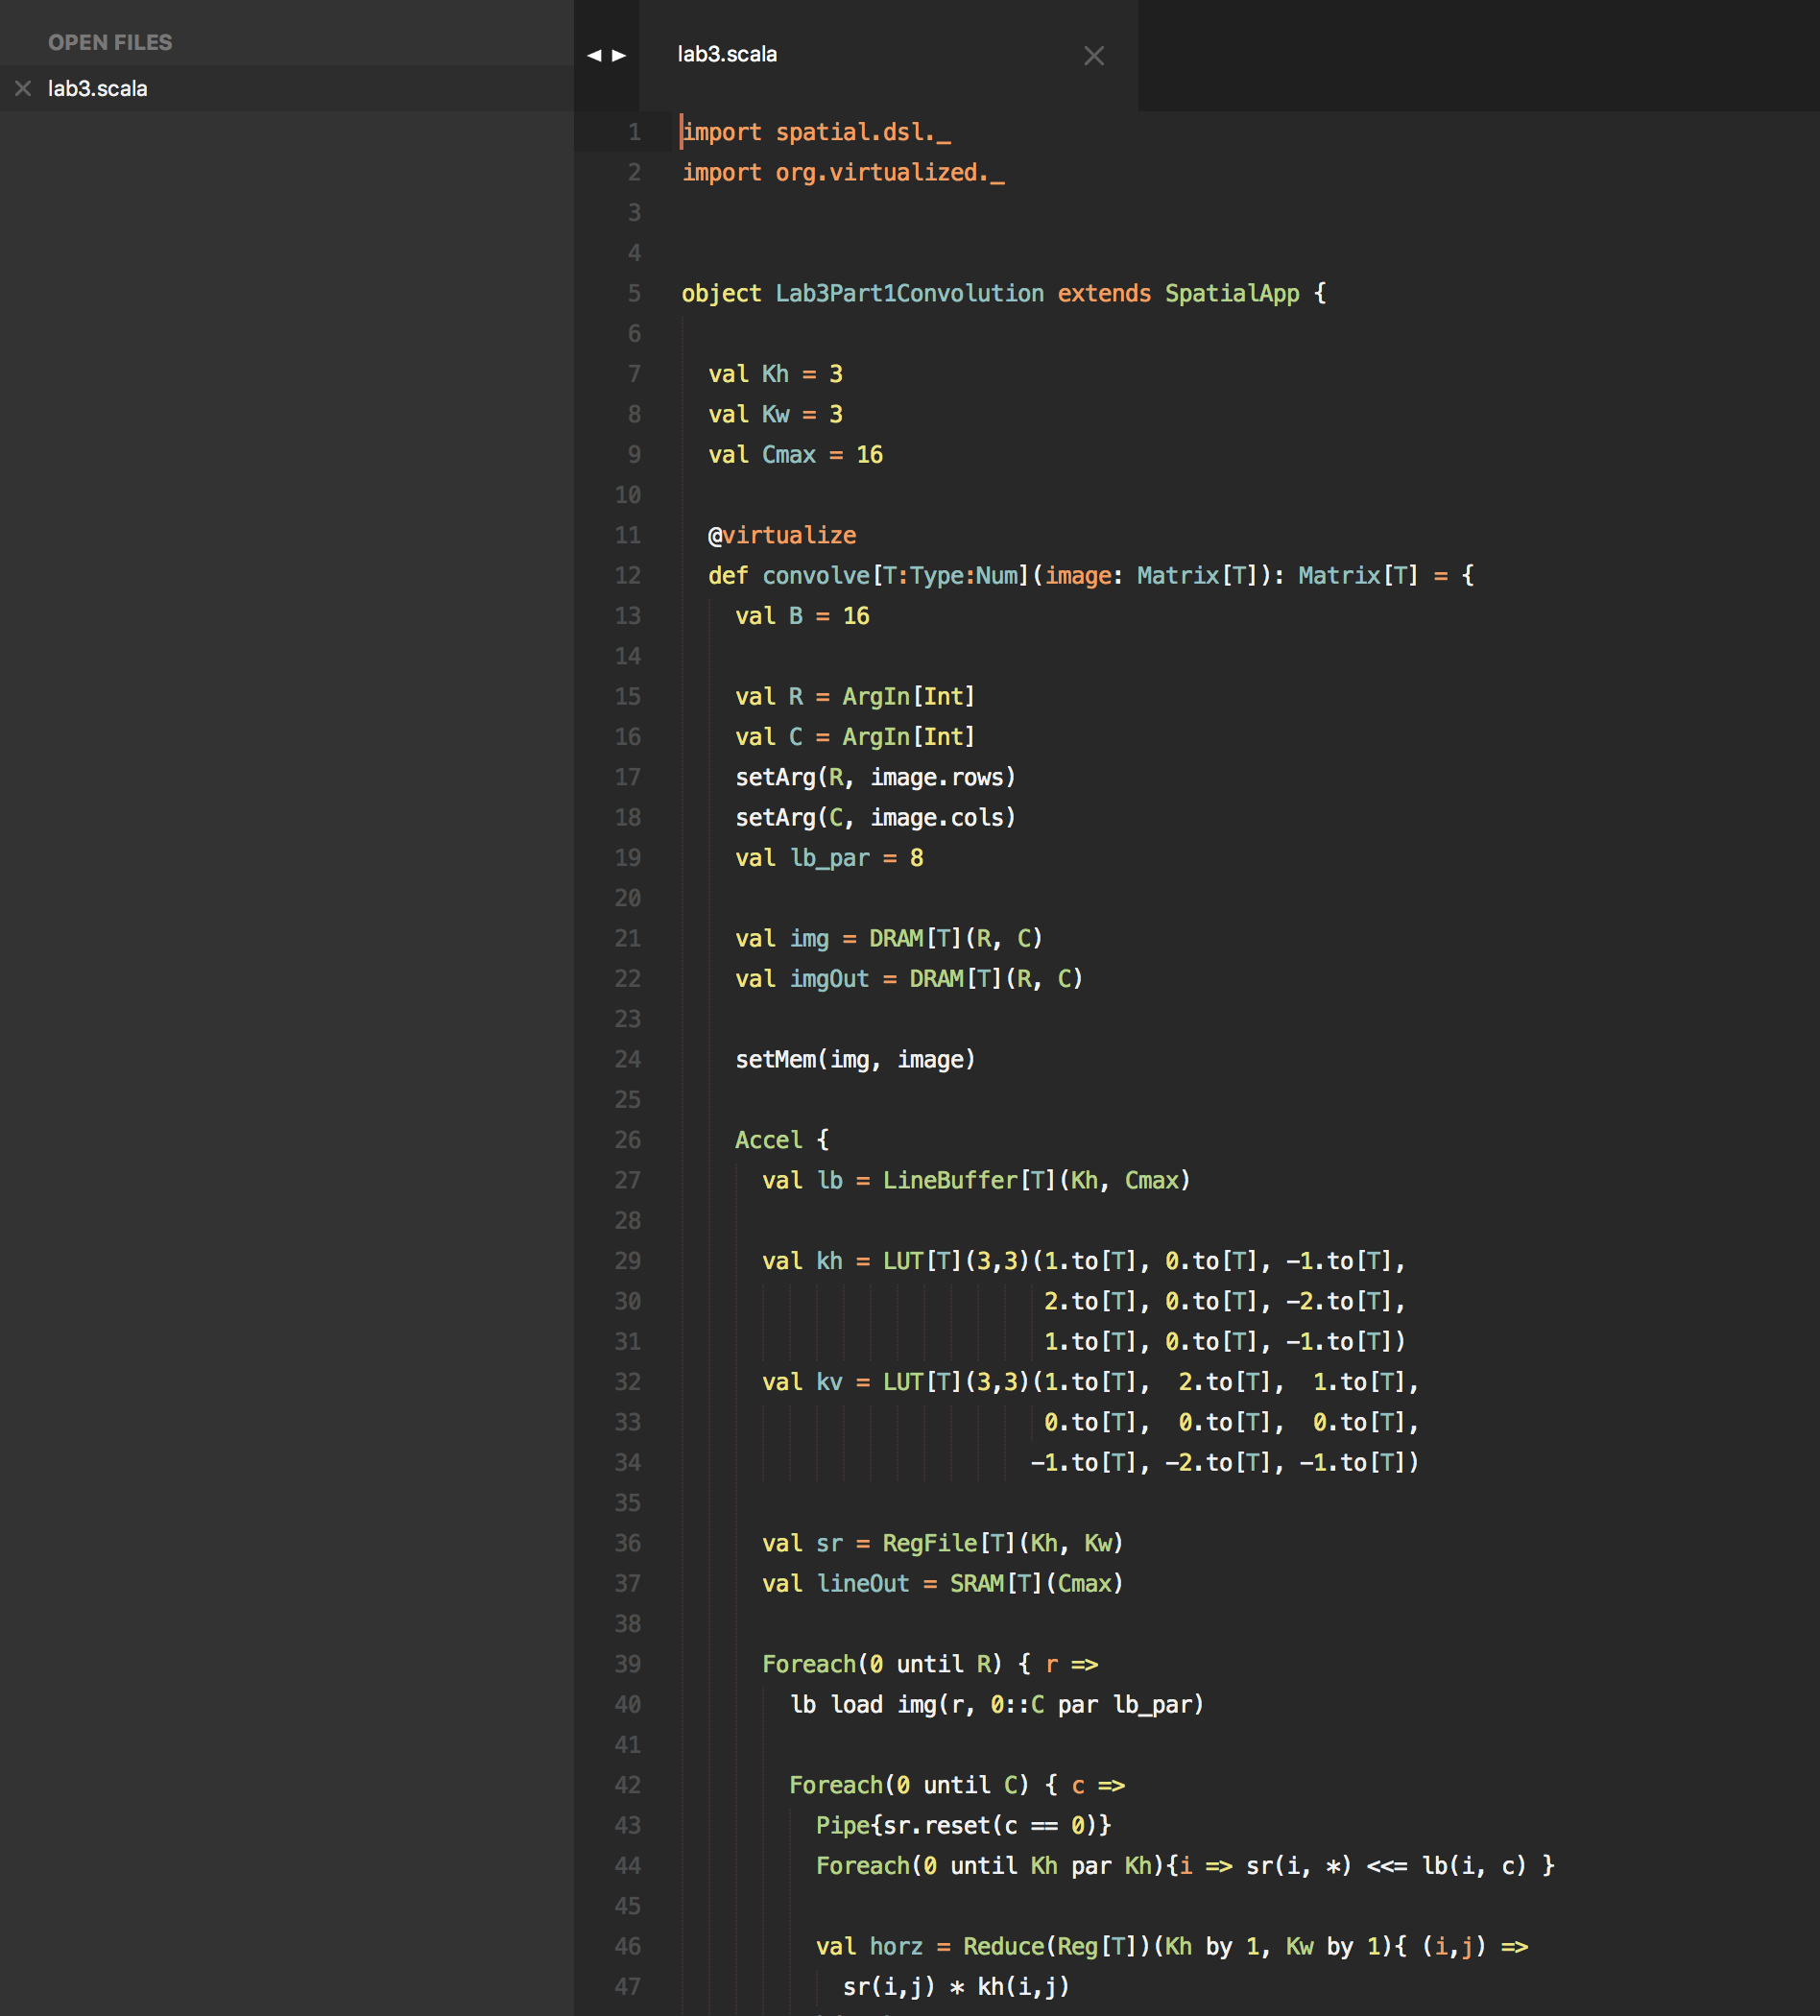 OPEN FILES
lab3.scala
lab3.scala
1 import spatial.dsl._
2 import org.virtualized._
3
4
5 object Lab3Part1Convolution extends SpatialApp {
6
7   val Kh = 3
8   val Kw = 3
9   val Cmax = 16
10
11   @virtualize
12   def convolve[T:Type:Num](image: Matrix[T]): Matrix[T] = {
13     val B = 16
14
15     val R = ArgIn[Int]
16     val C = ArgIn[Int]
17     setArg(R, image.rows)
18     setArg(C, image.cols)
19     val lb_par = 8
20
21     val img = DRAM[T](R, C)
22     val imgOut = DRAM[T](R, C)
23
24     setMem(img, image)
25
26     Accel {
27       val lb = LineBuffer[T](Kh, Cmax)
28
29       val kh = LUT[T](3,3)(1.to[T], 0.to[T], -1.to[T],
30                            2.to[T], 0.to[T], -2.to[T],
31                            1.to[T], 0.to[T], -1.to[T])
32       val kv = LUT[T](3,3)(1.to[T],  2.to[T],  1.to[T],
33                            0.to[T],  0.to[T],  0.to[T],
34                           -1.to[T], -2.to[T], -1.to[T])
35
36       val sr = RegFile[T](Kh, Kw)
37       val lineOut = SRAM[T](Cmax)
38
39       Foreach(0 until R) { r =>
40         lb load img(r, 0::C par lb_par)
41
42         Foreach(0 until C) { c =>
43           Pipe{sr.reset(c == 0)}
44           Foreach(0 until Kh par Kh){i => sr(i, *) <<= lb(i, c) }
45
46           val horz = Reduce(Reg[T])(Kh by 1, Kw by 1){ (i,j) =>
47             sr(i,j) * kh(i,j)